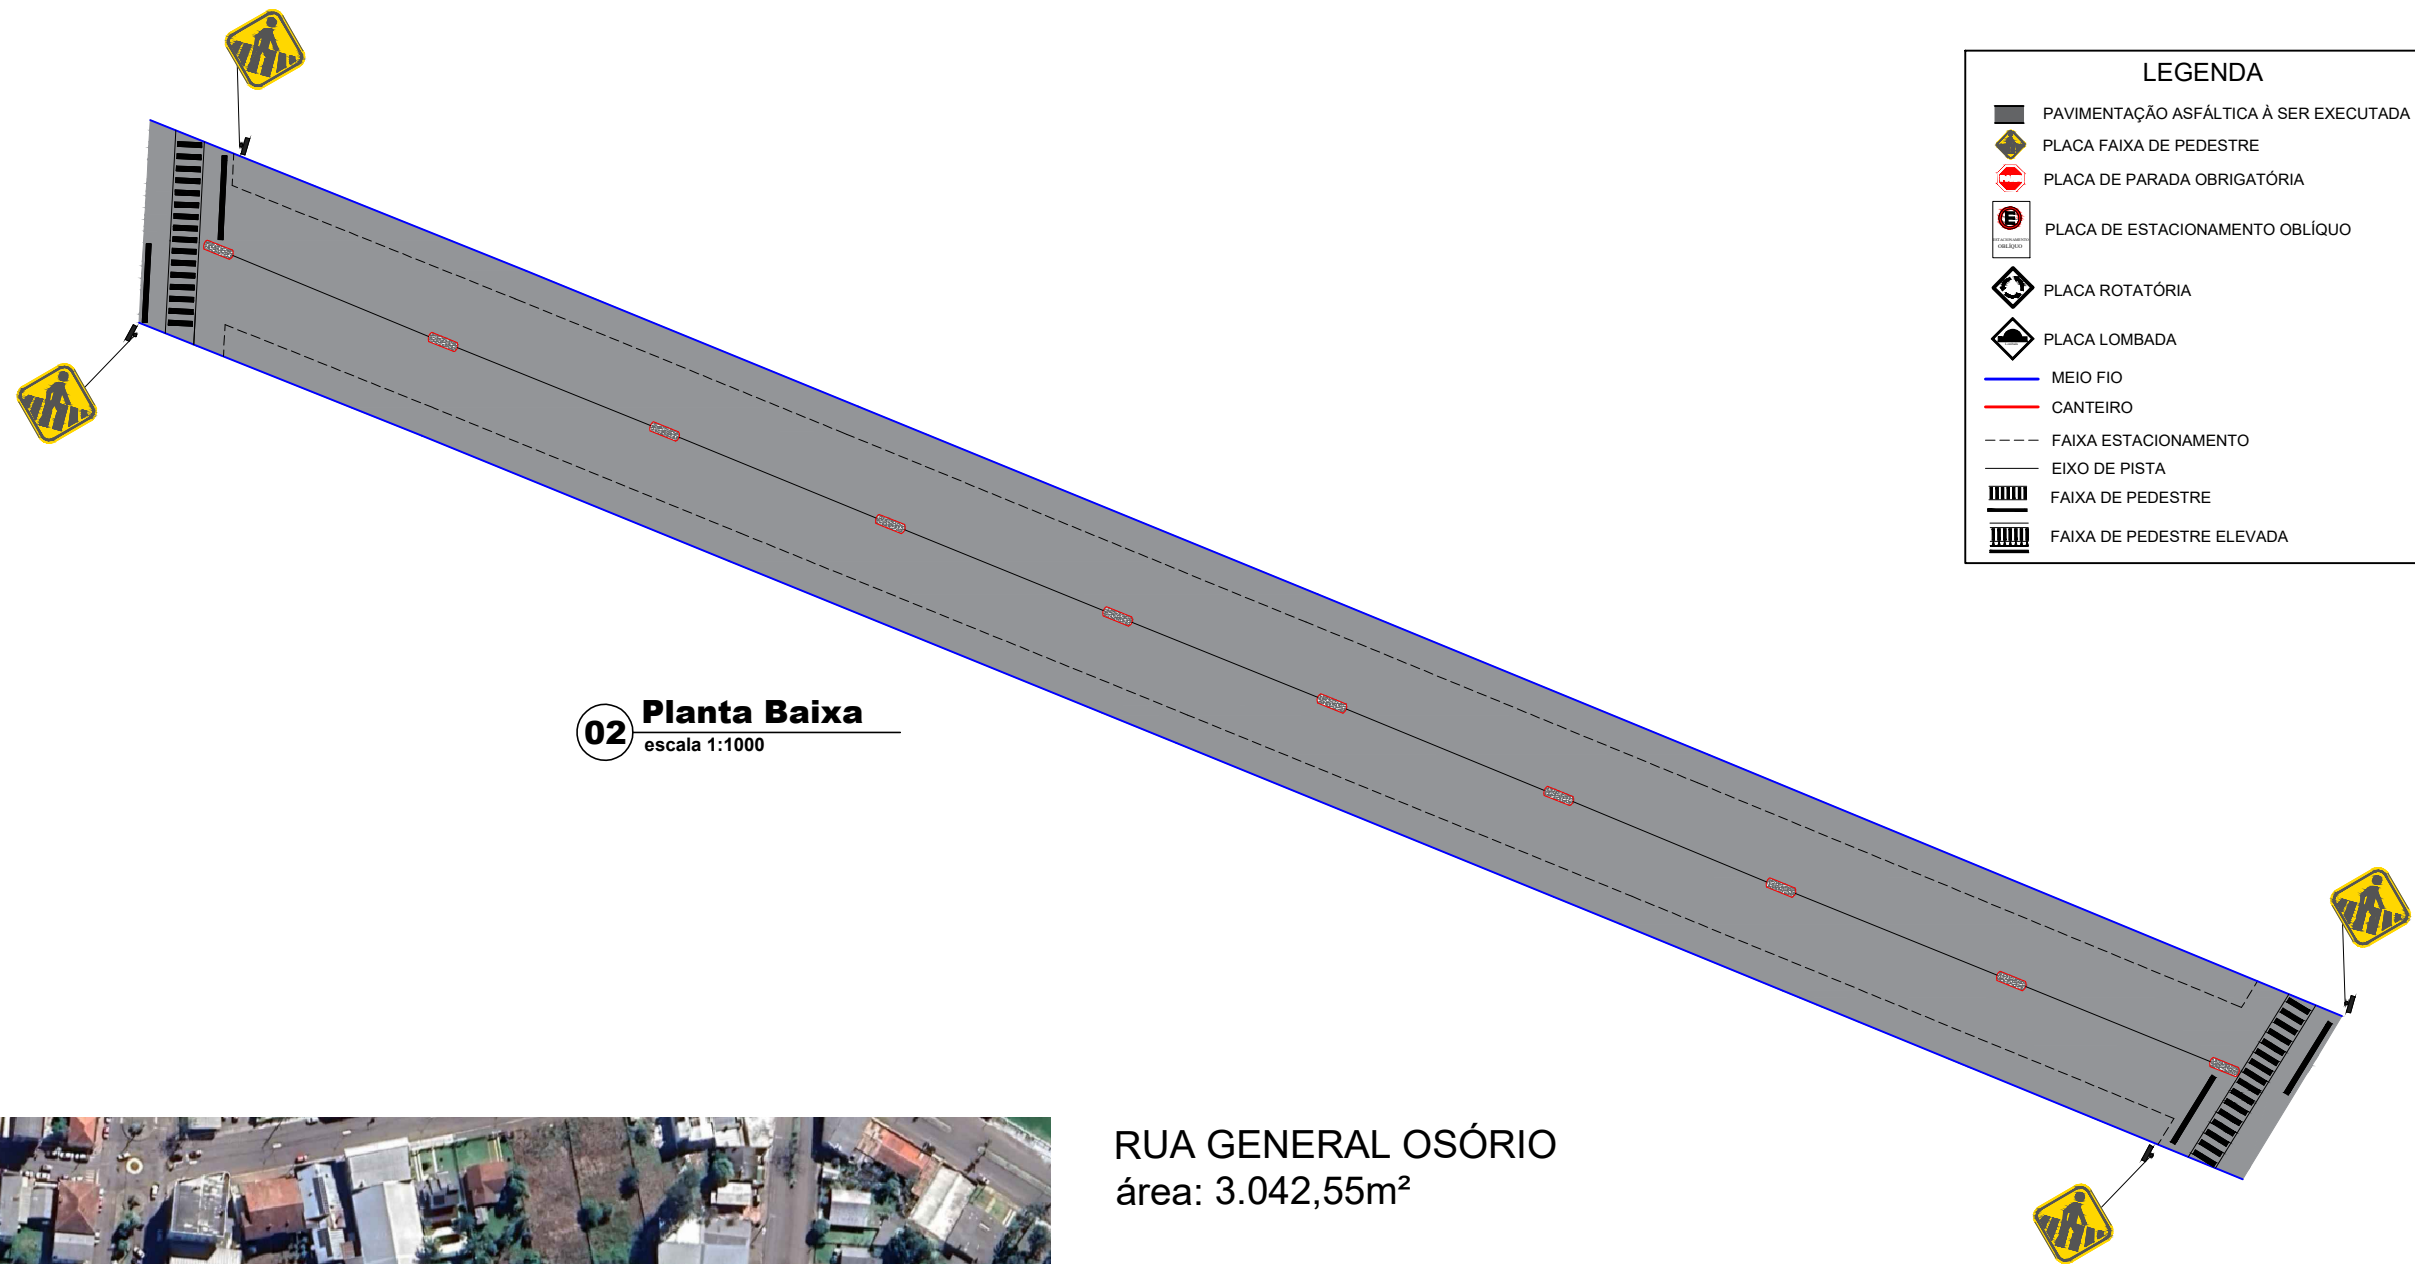 LEGENDA
PAVIMENTAÇÃO ASFÁLTICA À SER EXECUTADA
PLACA FAIXA DE PEDESTRE
PLACA DE PARADA OBRIGATÓRIA
E
ESTACIONAMENTO
OBLÍQUO
PLACA DE ESTACIONAMENTO OBLÍQUO
PLACA ROTATÓRIA
PLACA LOMBADA
MEIO FIO
CANTEIRO
FAIXA ESTACIONAMENTO
EIXO DE PISTA
FAIXA DE PEDESTRE
FAIXA DE PEDESTRE ELEVADA
02 Planta Baixa
escala 1:1000
RUA GENERAL OSÓRIO
área: 3.042,55m²